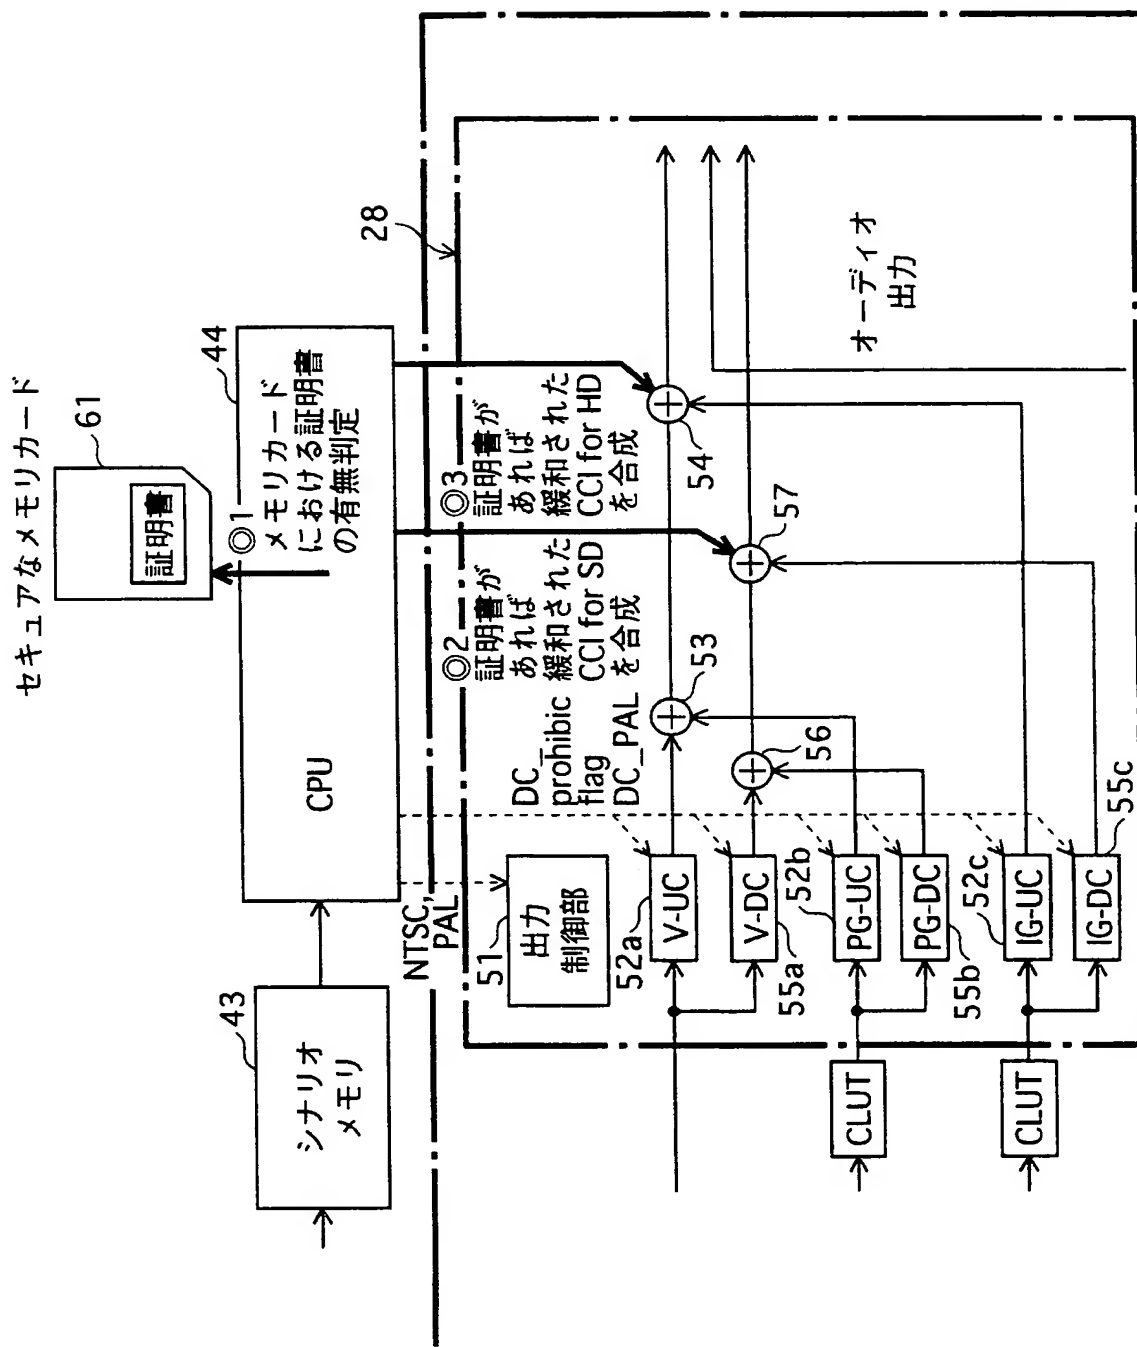 セキュアなメモリカード
61
証明書
44
◎1
メモリカード
における証明書
の有無判定
CPU
43
シナリオ
メモリ
NTSC,
PAL
28
◎2
証明書が
あれば
緩和された
CCI for SD
を合成
◎3
証明書が
あれば
緩和された
CCI for HD
を合成
DC_
prohibic
flag
DC_PAL
51
出力
制御部
52a
V-UC
V-DC
55a
52b
PG-UC
PG-DC
55b
52c
IG-UC
IG-DC
55c
53
56
54
57
CLUT
CLUT
オーディオ
出力